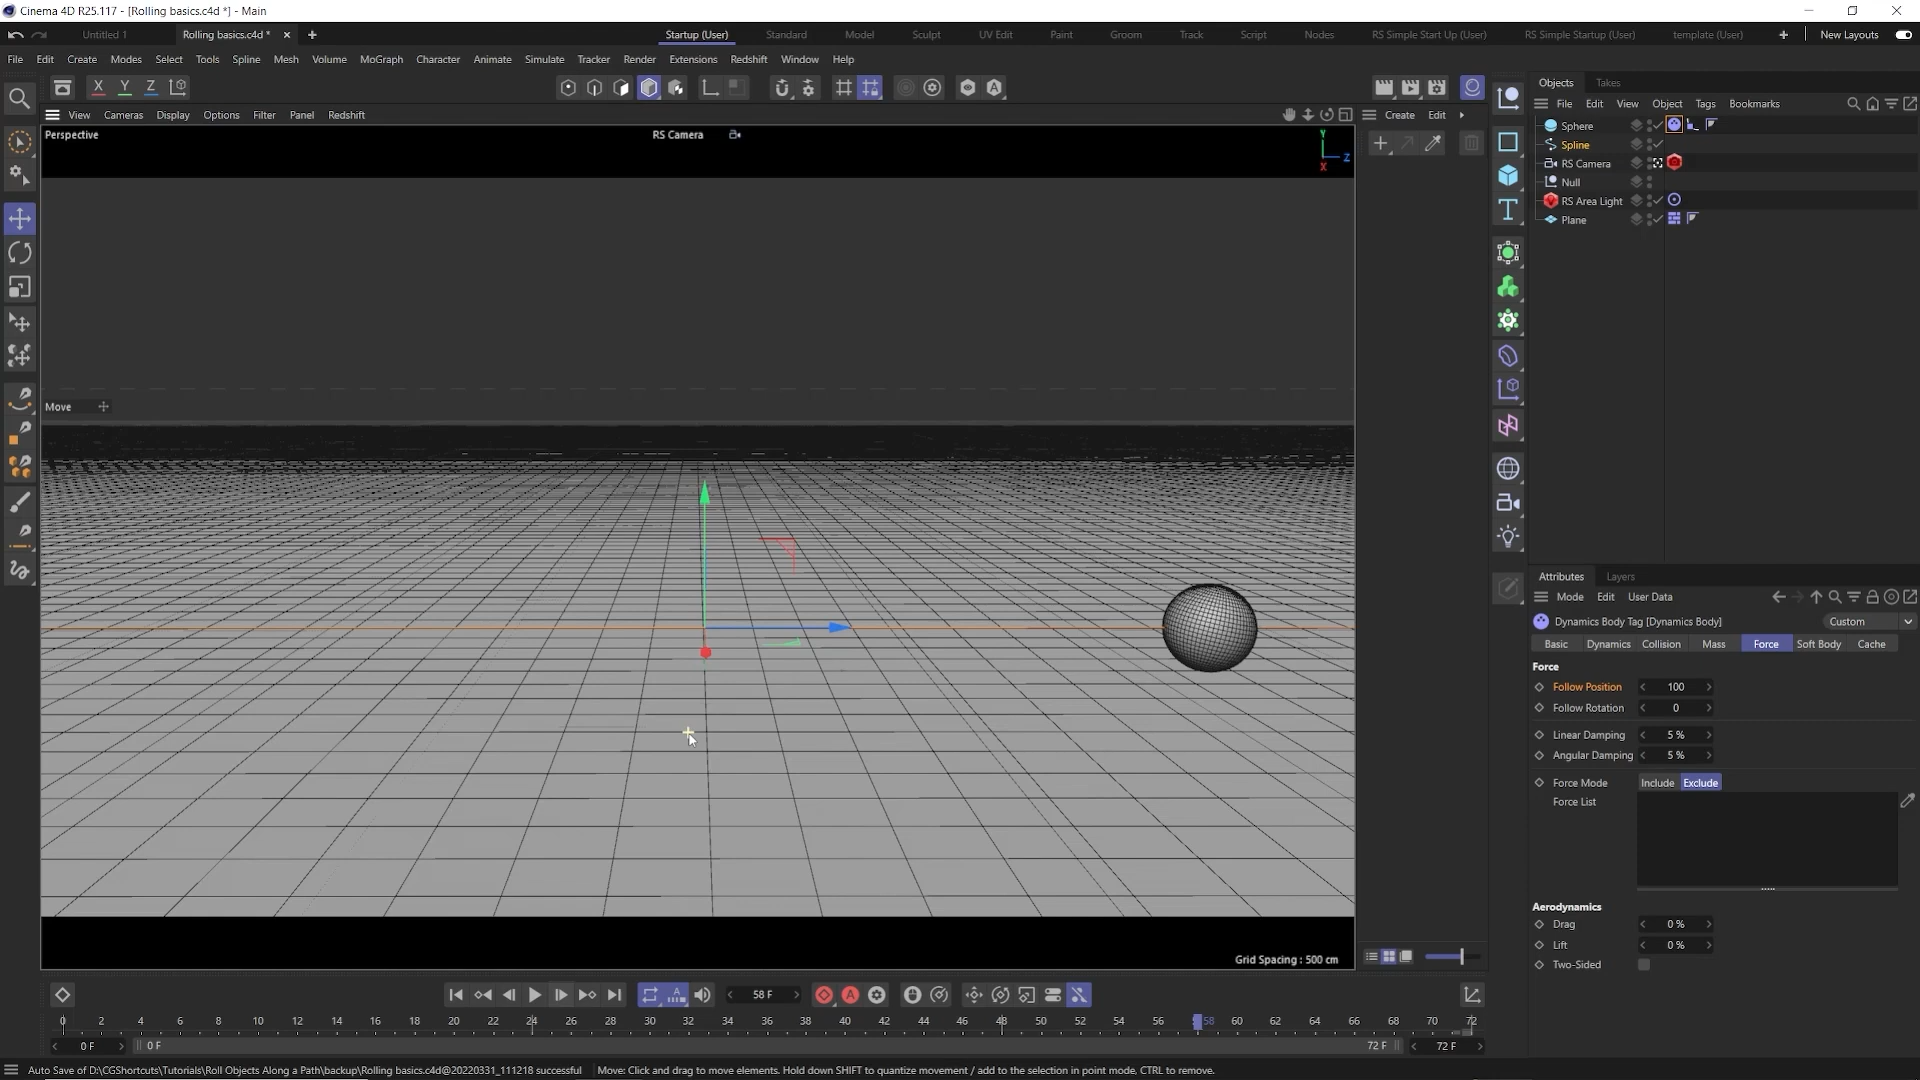 Cinema 4D R25.117 - [Rolling basics.c4d *] - Main
Untitled 1 Rolling basics.c4d * Startup (User) Standard Model Sculpt UV Edit Paint Groom Track Script Nodes RS Simple Start Up (User) RS Simple Startup (User) template (User) New Layouts
File Edit Create Modes Select Tools Spline Mesh Volume MoGraph Character Animate Simulate Tracker Render Extensions Redshift Window Help
X Y Z
View Cameras Display Options Filter Panel Redshift
Perspective RS Camera
Y
Z
X
Move
Grid Spacing : 500 cm
Create Edit
Objects Takes
File Edit View Object Tags Bookmarks
Sphere
Spline
RS Camera
Null
RS Area Light
Plane
Attributes Layers
Mode Edit User Data
Dynamics Body Tag [Dynamics Body] Custom
Basic Dynamics Collision Mass Force Soft Body Cache
Force
Follow Position 100
Follow Rotation 0
Linear Damping 5 %
Angular Damping 5 %
Force Mode Include Exclude
Force List
Aerodynamics
Drag 0 %
Lift 0 %
Two-Sided
58 F
0 2 4 6 8 10 12 14 16 18 20 22 24 26 28 30 32 34 36 38 40 42 44 46 48 50 52 54 56 58 60 62 64 66 68 70 72
0 F 0 F 72 F 72 F
Auto Save of D:\CGShortcuts\Tutorials\Roll Objects Along a Path\backup\Rolling basics.c4d@20220331_111218 successful Move: Click and drag to move elements. Hold down SHIFT to quantize movement / add to the selection in point mode, CTRL to remove.